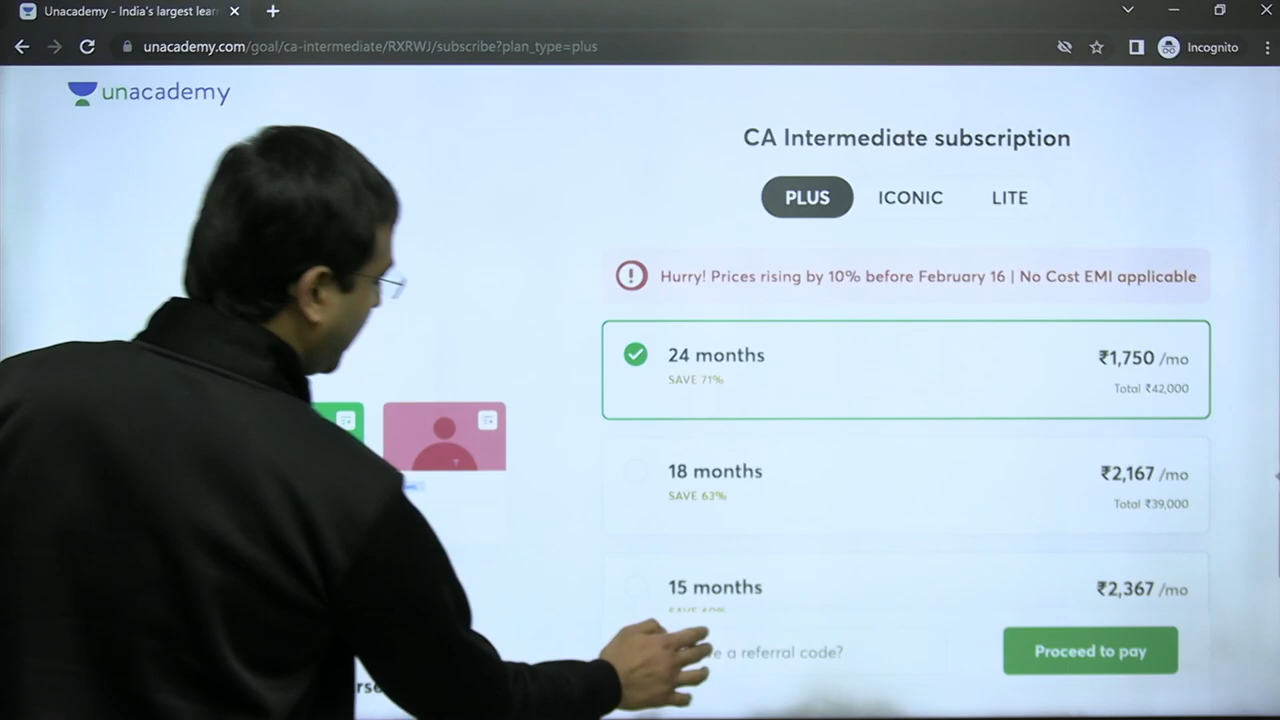 Unacademy - India's largest lear
unacademy.com/goal/ca-intermediate/RXRWJ/subscribe?plan_type=plus
Incognito
unacademy
CA Intermediate subscription
PLUS ICONIC LITE
Hurry! Prices rising by 10% before February 16 | No Cost EMI applicable
24 months ₹1,750 /mo
SAVE 71% Total ₹42,000
18 months ₹2,167 /mo
SAVE 63% Total ₹39,000
15 months ₹2,367 /mo
a referral code?
Proceed to pay